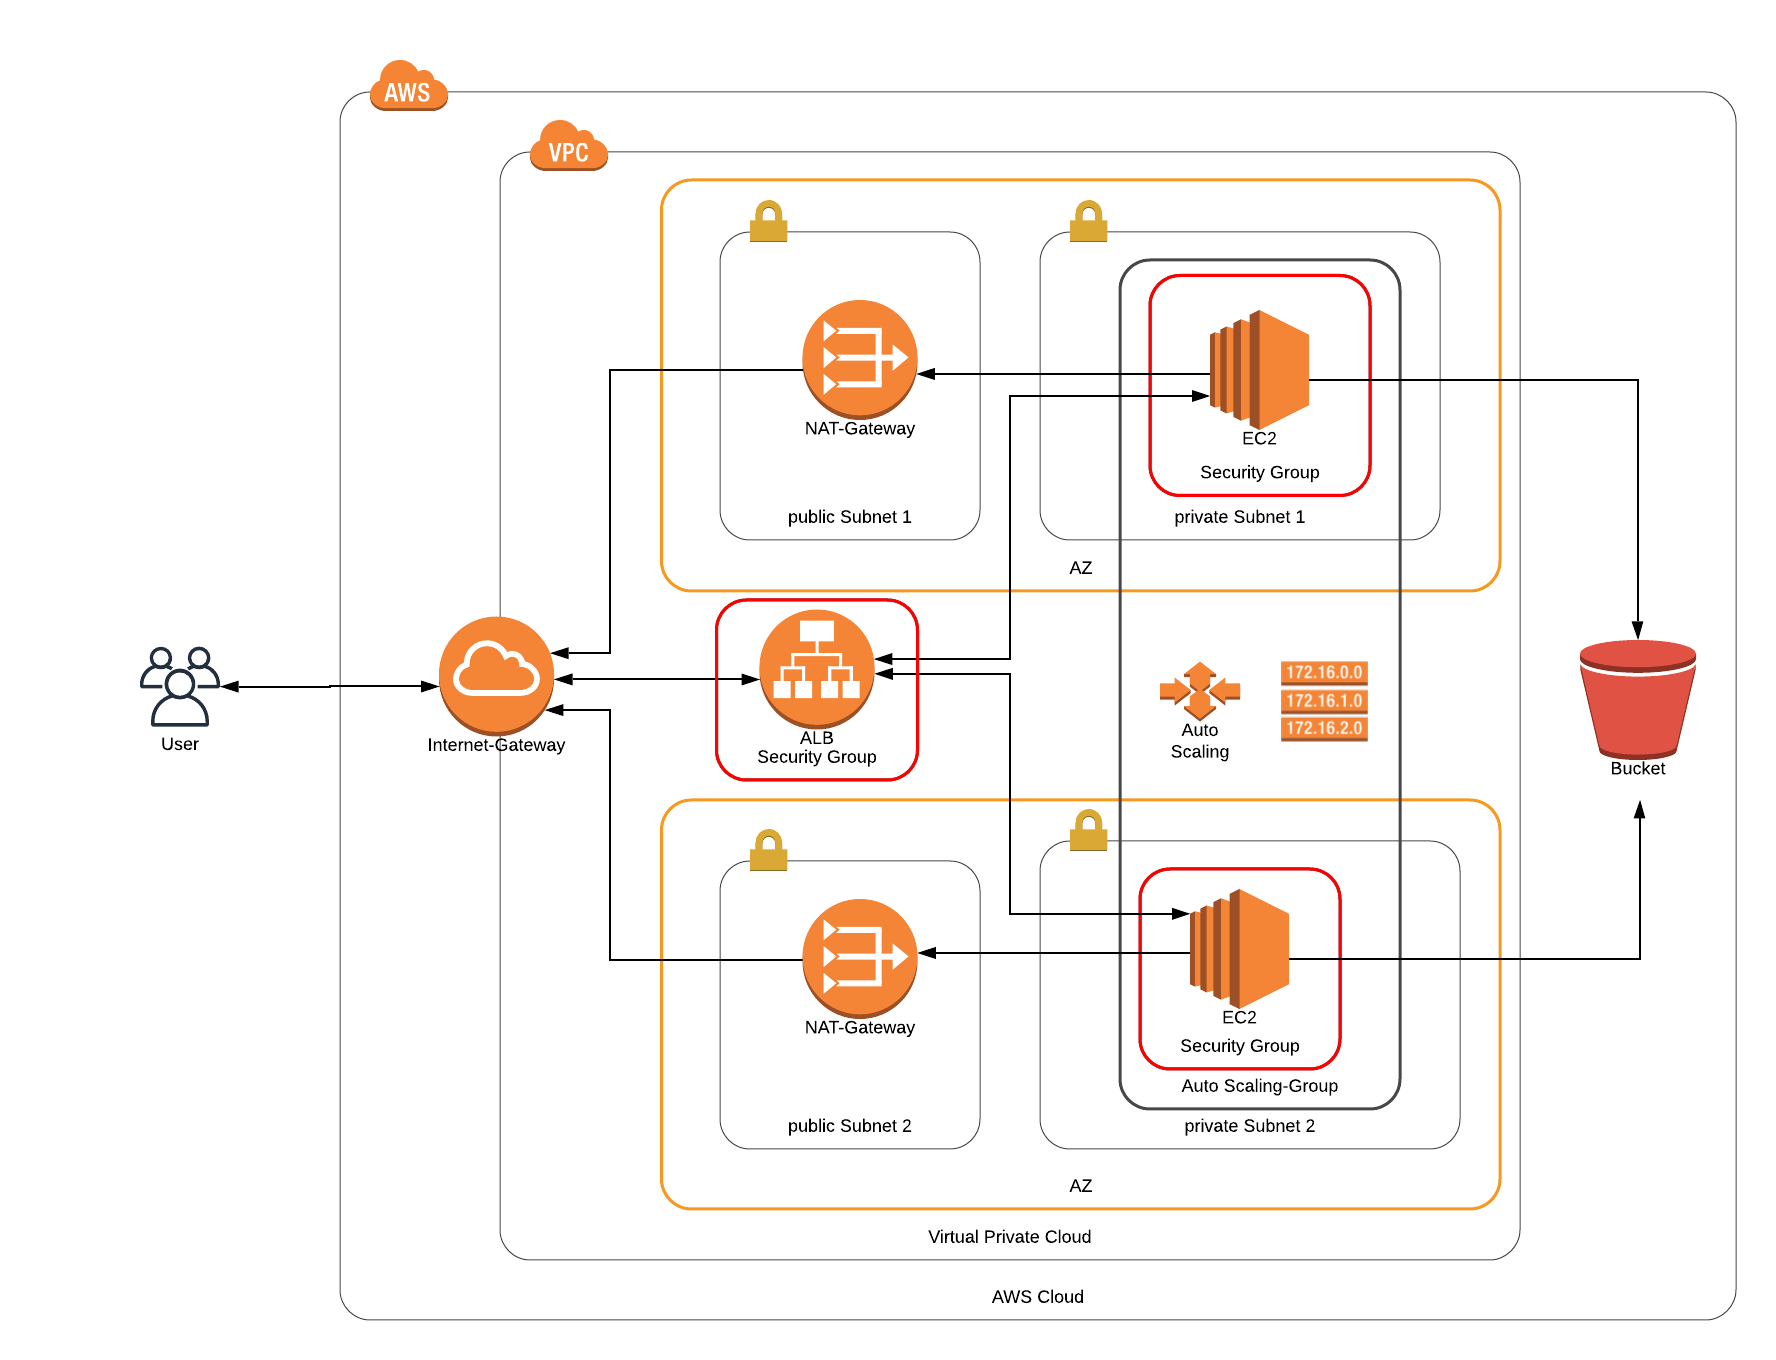 AWS
VPC
NAT-Gateway
EC2
Security Group
public Subnet 1
private Subnet 1
AZ
User
Internet-Gateway
ALB
Security Group
Auto
Scaling
172.16.0.0
172.16.1.0
172.16.2.0
Bucket
NAT-Gateway
EC2
Security Group
Auto Scaling-Group
public Subnet 2
private Subnet 2
AZ
Virtual Private Cloud
AWS Cloud